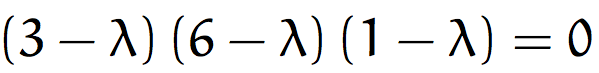 (3 − λ) (6 − λ) (1 − λ) = 0